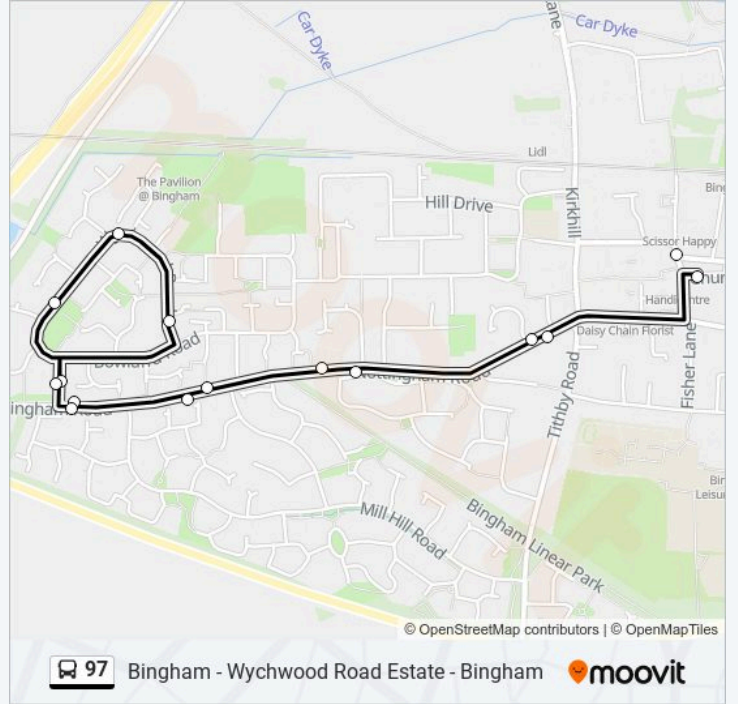 Car Dyke
Car Dyke
Lidl
The Pavilion
@ Bingham
Hill Drive
Kirkhill
Scissor Happy
Daisy Chain Florist
Fisher Lane
Tithby Road
Mill Hill Road
Bingham Linear Park
© OpenStreetMap contributors | © OpenMapTiles
97 Bingham - Wychwood Road Estate - Bingham moovit